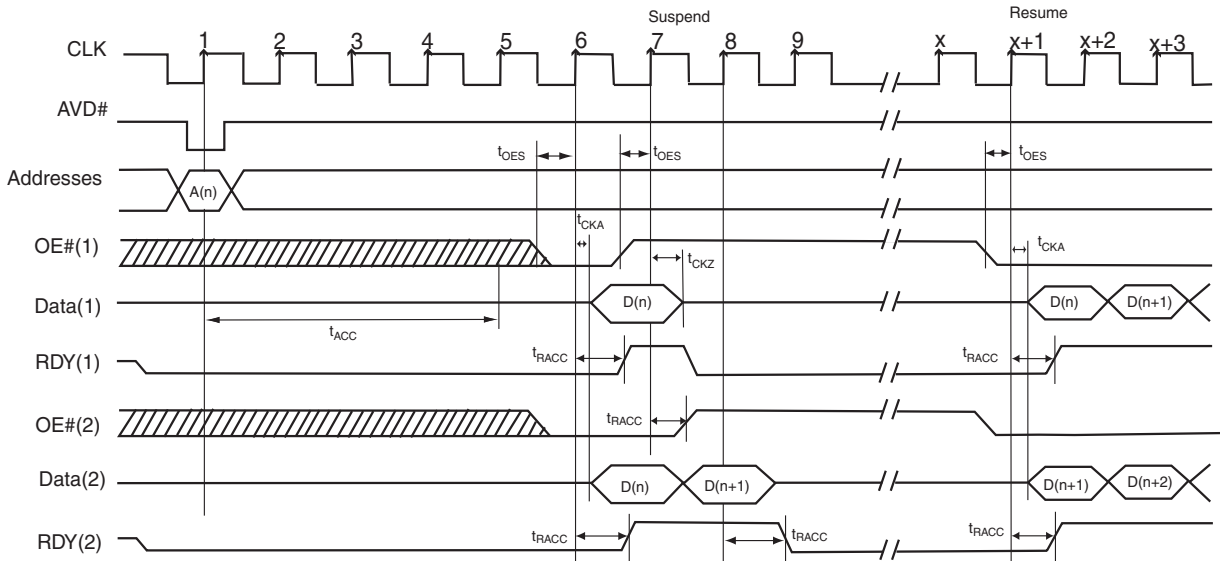 Suspend Resume
CLK 1 2 3 4 5 6 7 8 9 x x+1 x+2 x+3
AVD#
tOES tOES tOES
Addresses A(n)
tCKA
OE#(1) tCKZ tCKA
Data(1) D(n) D(n) D(n+1)
tACC
RDY(1) tRACC tRACC
OE#(2) tRACC
Data(2) D(n) D(n+1) D(n+1) D(n+2)
RDY(2) tRACC tRACC tRACC